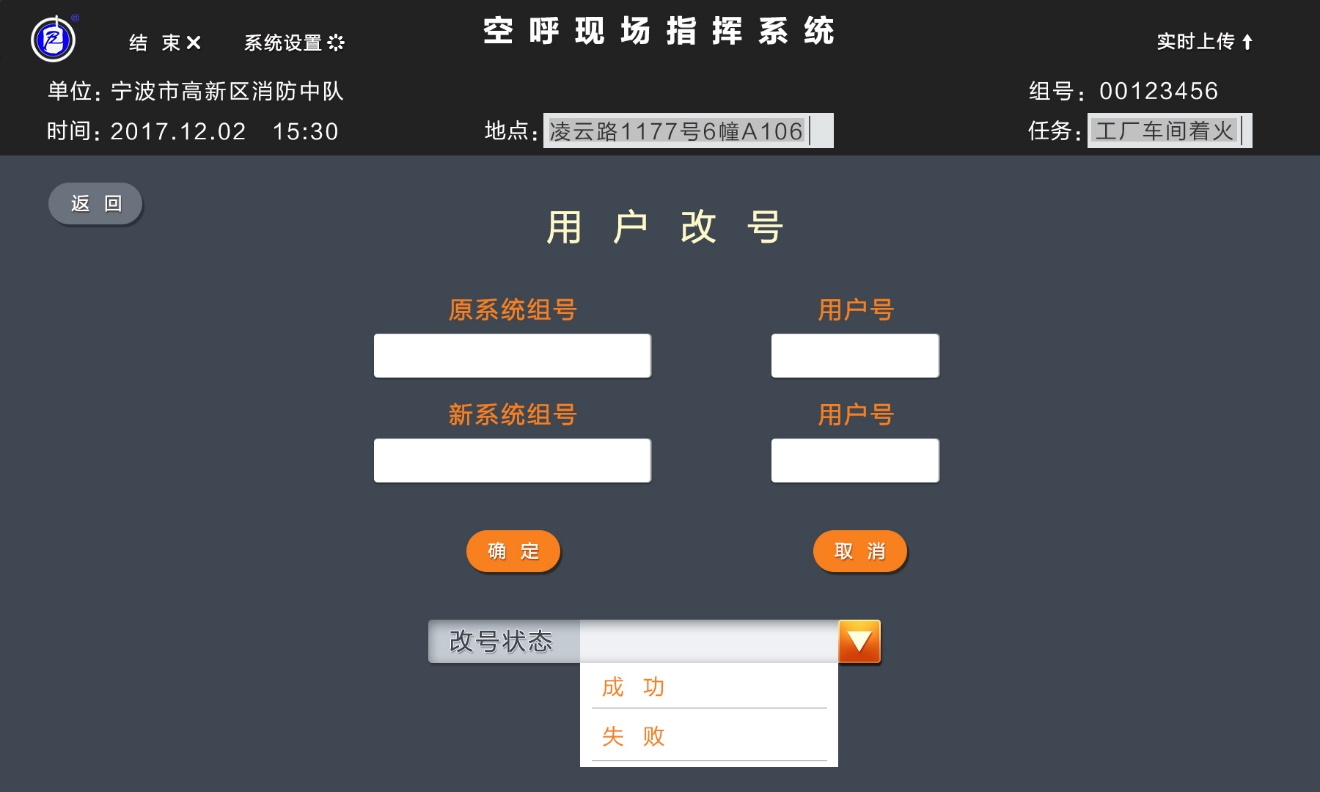 空呼现场指挥系统
结 束 系统设置 实时上传
单位：宁波市高新区消防中队 组号：00123456
时间：2017.12.02 15:30 地点：凌云路1177号6幢A106 任务：工厂车间着火
返 回
用户改号
原系统组号 用户号
新系统组号 用户号
确 定 取 消
改号状态
成 功
失 败